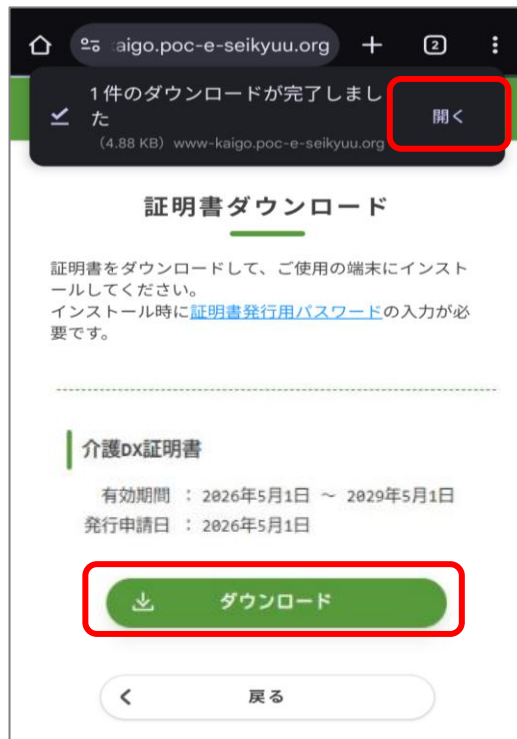 aigo.poc-e-seikyuu.org
2
1件のダウンロードが完了しまし
た
開く
（4.88 KB）www-kaigo.poc-e-seikyuu.org
証明書ダウンロード
証明書をダウンロードして、ご使用の端末にインスト
ールしてください。
インストール時に証明書発行用パスワードの入力が必
要です。
介護DX証明書
有効期間 ：2026年5月1日 ～ 2029年5月1日
発行申請日 ：2026年5月1日
ダウンロード
戻る